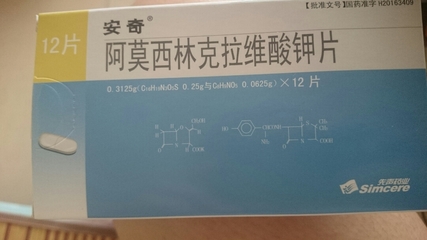 【批准文号】国药准字H20163409
12片
安奇®
阿莫西林克拉维酸钾片
0.3125g(C₁₆H₁₉N₃O₅S 0.25g与C₈H₉NO₅ 0.0625g)×12片
先声药业
Simcere